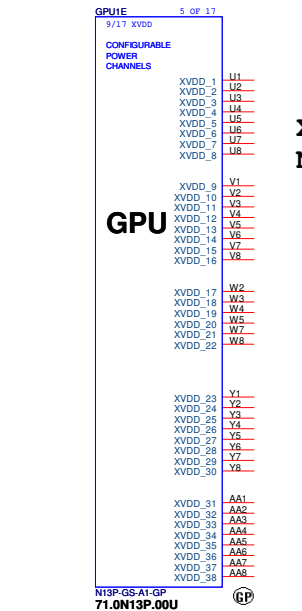 GPU1E 5 OF 17
9/17 XVDD
CONFIGURABLE
POWER
CHANNELS
XVDD_1 U1
XVDD_2 U2
XVDD_3 U3
XVDD_4 U4
XVDD_5 U5
XVDD_6 U6
XVDD_7 U7
XVDD_8 U8
XVDD_9 V1
XVDD_10 V2
XVDD_11 V3
XVDD_12 V4
GPU
XVDD_13 V5
XVDD_14 V6
XVDD_15 V7
XVDD_16 V8
XVDD_17 W2
XVDD_18 W3
XVDD_19 W4
XVDD_20 W5
XVDD_21 W7
XVDD_22 W8
XVDD_23 Y1
XVDD_24 Y2
XVDD_25 Y3
XVDD_26 Y4
XVDD_27 Y5
XVDD_28 Y6
XVDD_29 Y7
XVDD_30 Y8
XVDD_31 AA1
XVDD_32 AA2
XVDD_33 AA3
XVDD_34 AA4
XVDD_35 AA5
XVDD_36 AA6
XVDD_37 AA7
XVDD_38 AA8
N13P-GS-A1-GP
71.0N13P.00U
GP